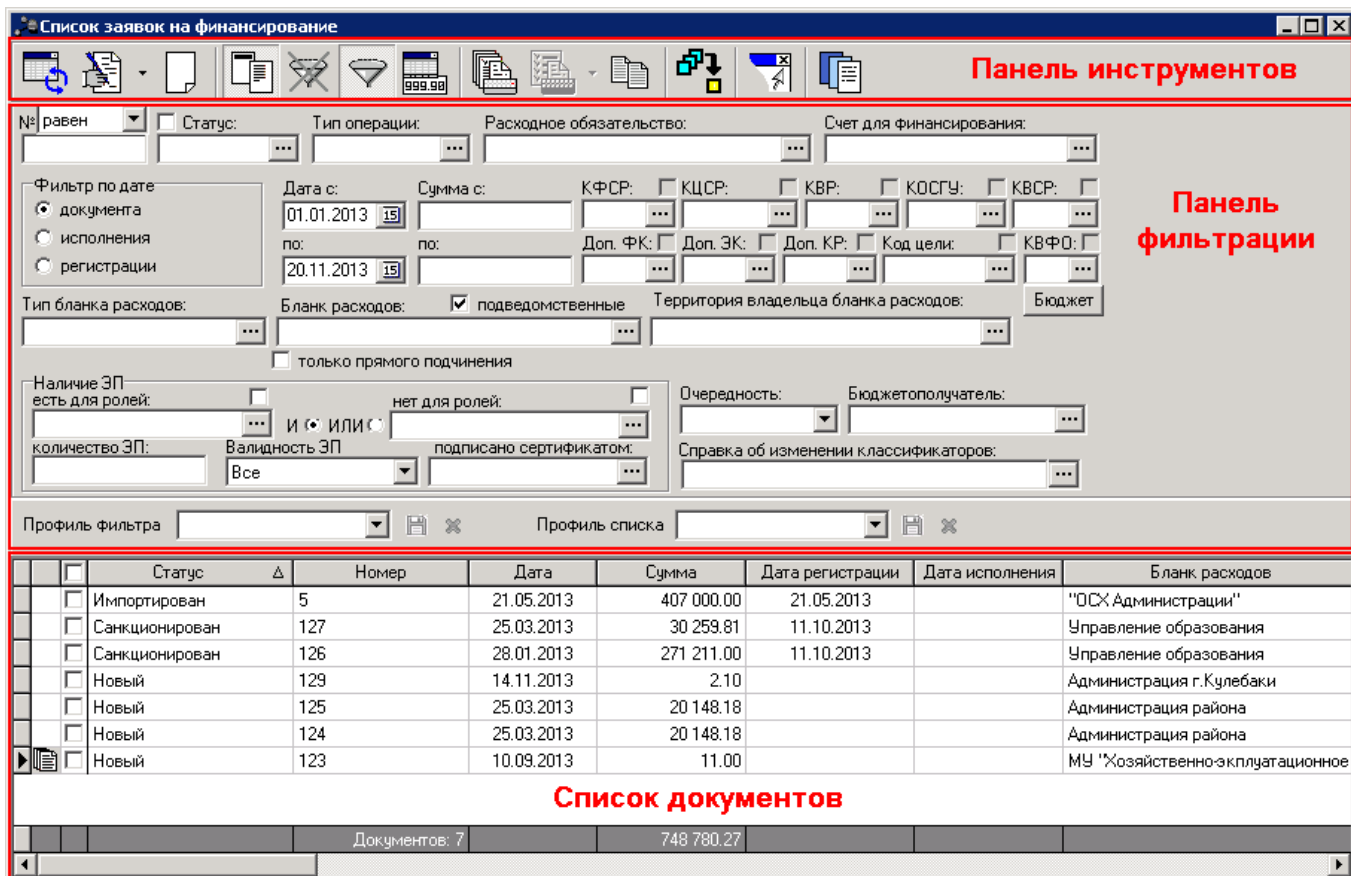 Список заявок на финансирование
999.90
Панель инструментов
№ равен Статус: Тип операции: Расходное обязательство: Счет для финансирования:
Фильтр по дате Дата с: Сумма с: КФСР: КЦСР: КВР: КОСГУ: КВСР:
документа 01.01.2013 15
исполнения по: по: Доп. ФК: Доп. ЭК: Доп. КР: Код цели: КВФО:
регистрации 20.11.2013 15
Панель
фильтрации
Тип бланка расходов: Бланк расходов: подведомственные Территория владельца бланка расходов: Бюджет
только прямого подчинения
Наличие ЭП
есть для ролей: нет для ролей: Очередность: Бюджетополучатель:
И ИЛИ
количество ЭП: Валидность ЭП подписано сертификатом: Справка об изменении классификаторов:
Все
Профиль фильтра Профиль списка
Статус Номер Дата Сумма Дата регистрации Дата исполнения Бланк расходов
Импортирован 5 21.05.2013 407 000.00 21.05.2013 "ОСХ Администрации"
Санкционирован 127 25.03.2013 30 259.81 11.10.2013 Управление образования
Санкционирован 126 28.01.2013 271 211.00 11.10.2013 Управление образования
Новый 129 14.11.2013 2.10 Администрация г.Кулебаки
Новый 125 25.03.2013 20 148.18 Администрация района
Новый 124 25.03.2013 20 148.18 Администрация района
Новый 123 10.09.2013 11.00 МУ "Хозяйственно-экплуатационное
Список документов
Документов: 7 748 780.27